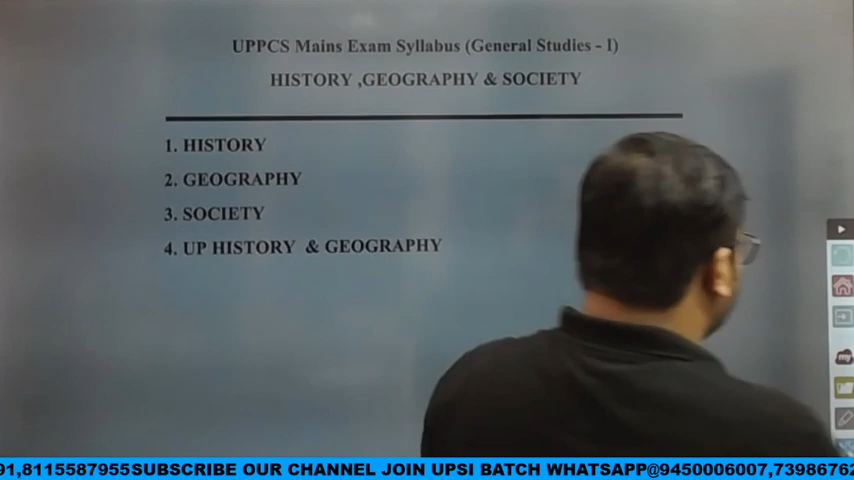 UPPCS Mains Exam Syllabus (General Studies - I)
HISTORY ,GEOGRAPHY & SOCIETY
1. HISTORY
2. GEOGRAPHY
3. SOCIETY
4. UP HISTORY & GEOGRAPHY
91,8115587955SUBSCRIBE OUR CHANNEL JOIN UPSI BATCH WHATSAPP@9450006007,73986762